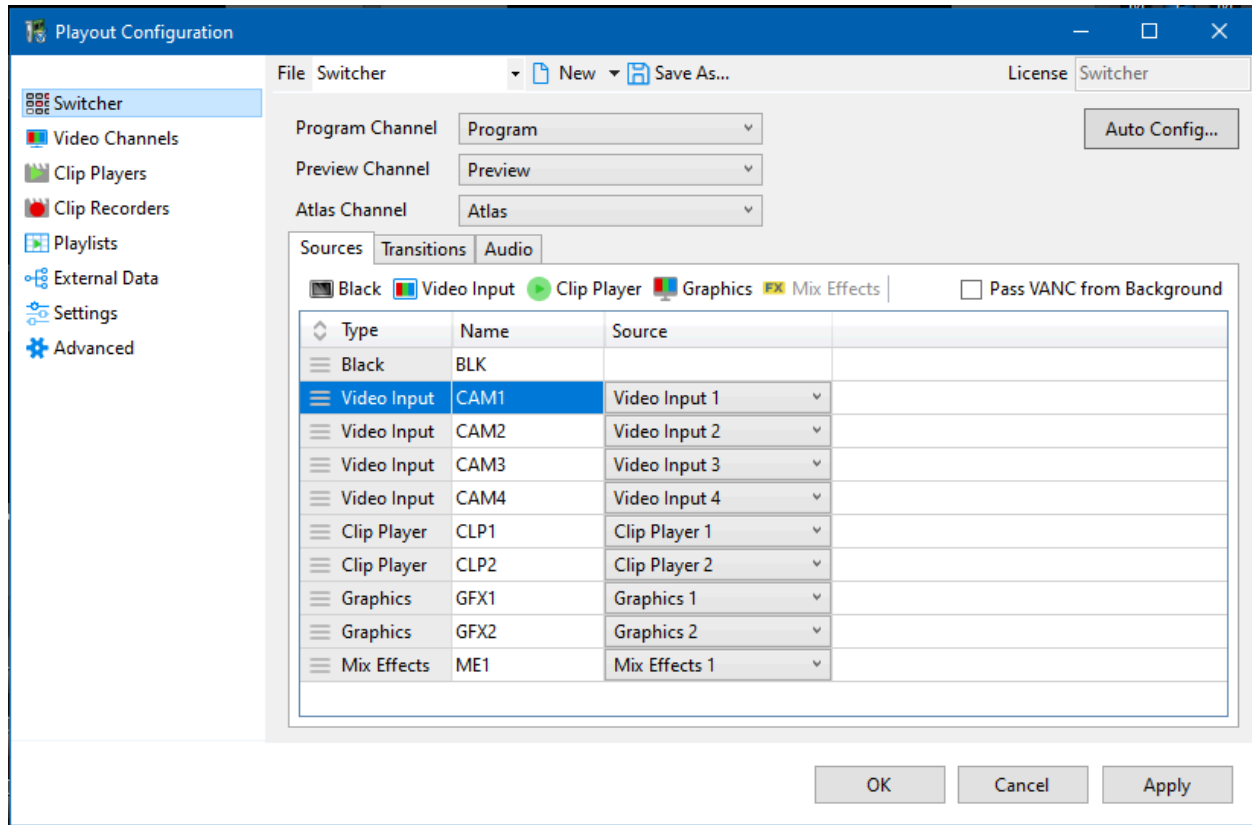 Playout Configuration
File Switcher New Save As... License Switcher
Switcher
Video Channels
Clip Players
Clip Recorders
Playlists
External Data
Settings
Advanced
Program Channel Program Auto Config...
Preview Channel Preview
Atlas Channel Atlas
Sources Transitions Audio
Black Video Input Clip Player Graphics FX Mix Effects Pass VANC from Background
Type Name Source
Black BLK
Video Input CAM1 Video Input 1
Video Input CAM2 Video Input 2
Video Input CAM3 Video Input 3
Video Input CAM4 Video Input 4
Clip Player CLP1 Clip Player 1
Clip Player CLP2 Clip Player 2
Graphics GFX1 Graphics 1
Graphics GFX2 Graphics 2
Mix Effects ME1 Mix Effects 1
OK Cancel Apply